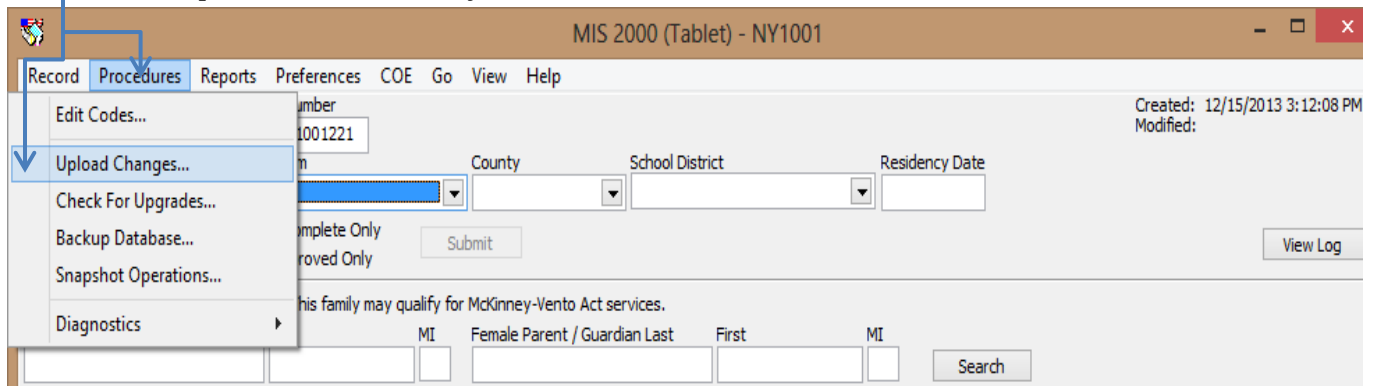 MIS 2000 (Tablet) - NY1001
Record Procedures Reports Preferences COE Go View Help
Edit Codes...
Upload Changes...
Check For Upgrades...
Backup Database...
Snapshot Operations...
Diagnostics
1001221
Created: 12/15/2013 3:12:08 PM
Modified:
County School District Residency Date
Only
Submit View Log
Only
his family may qualify for McKinney-Vento Act services.
MI Female Parent / Guardian Last First MI
Search